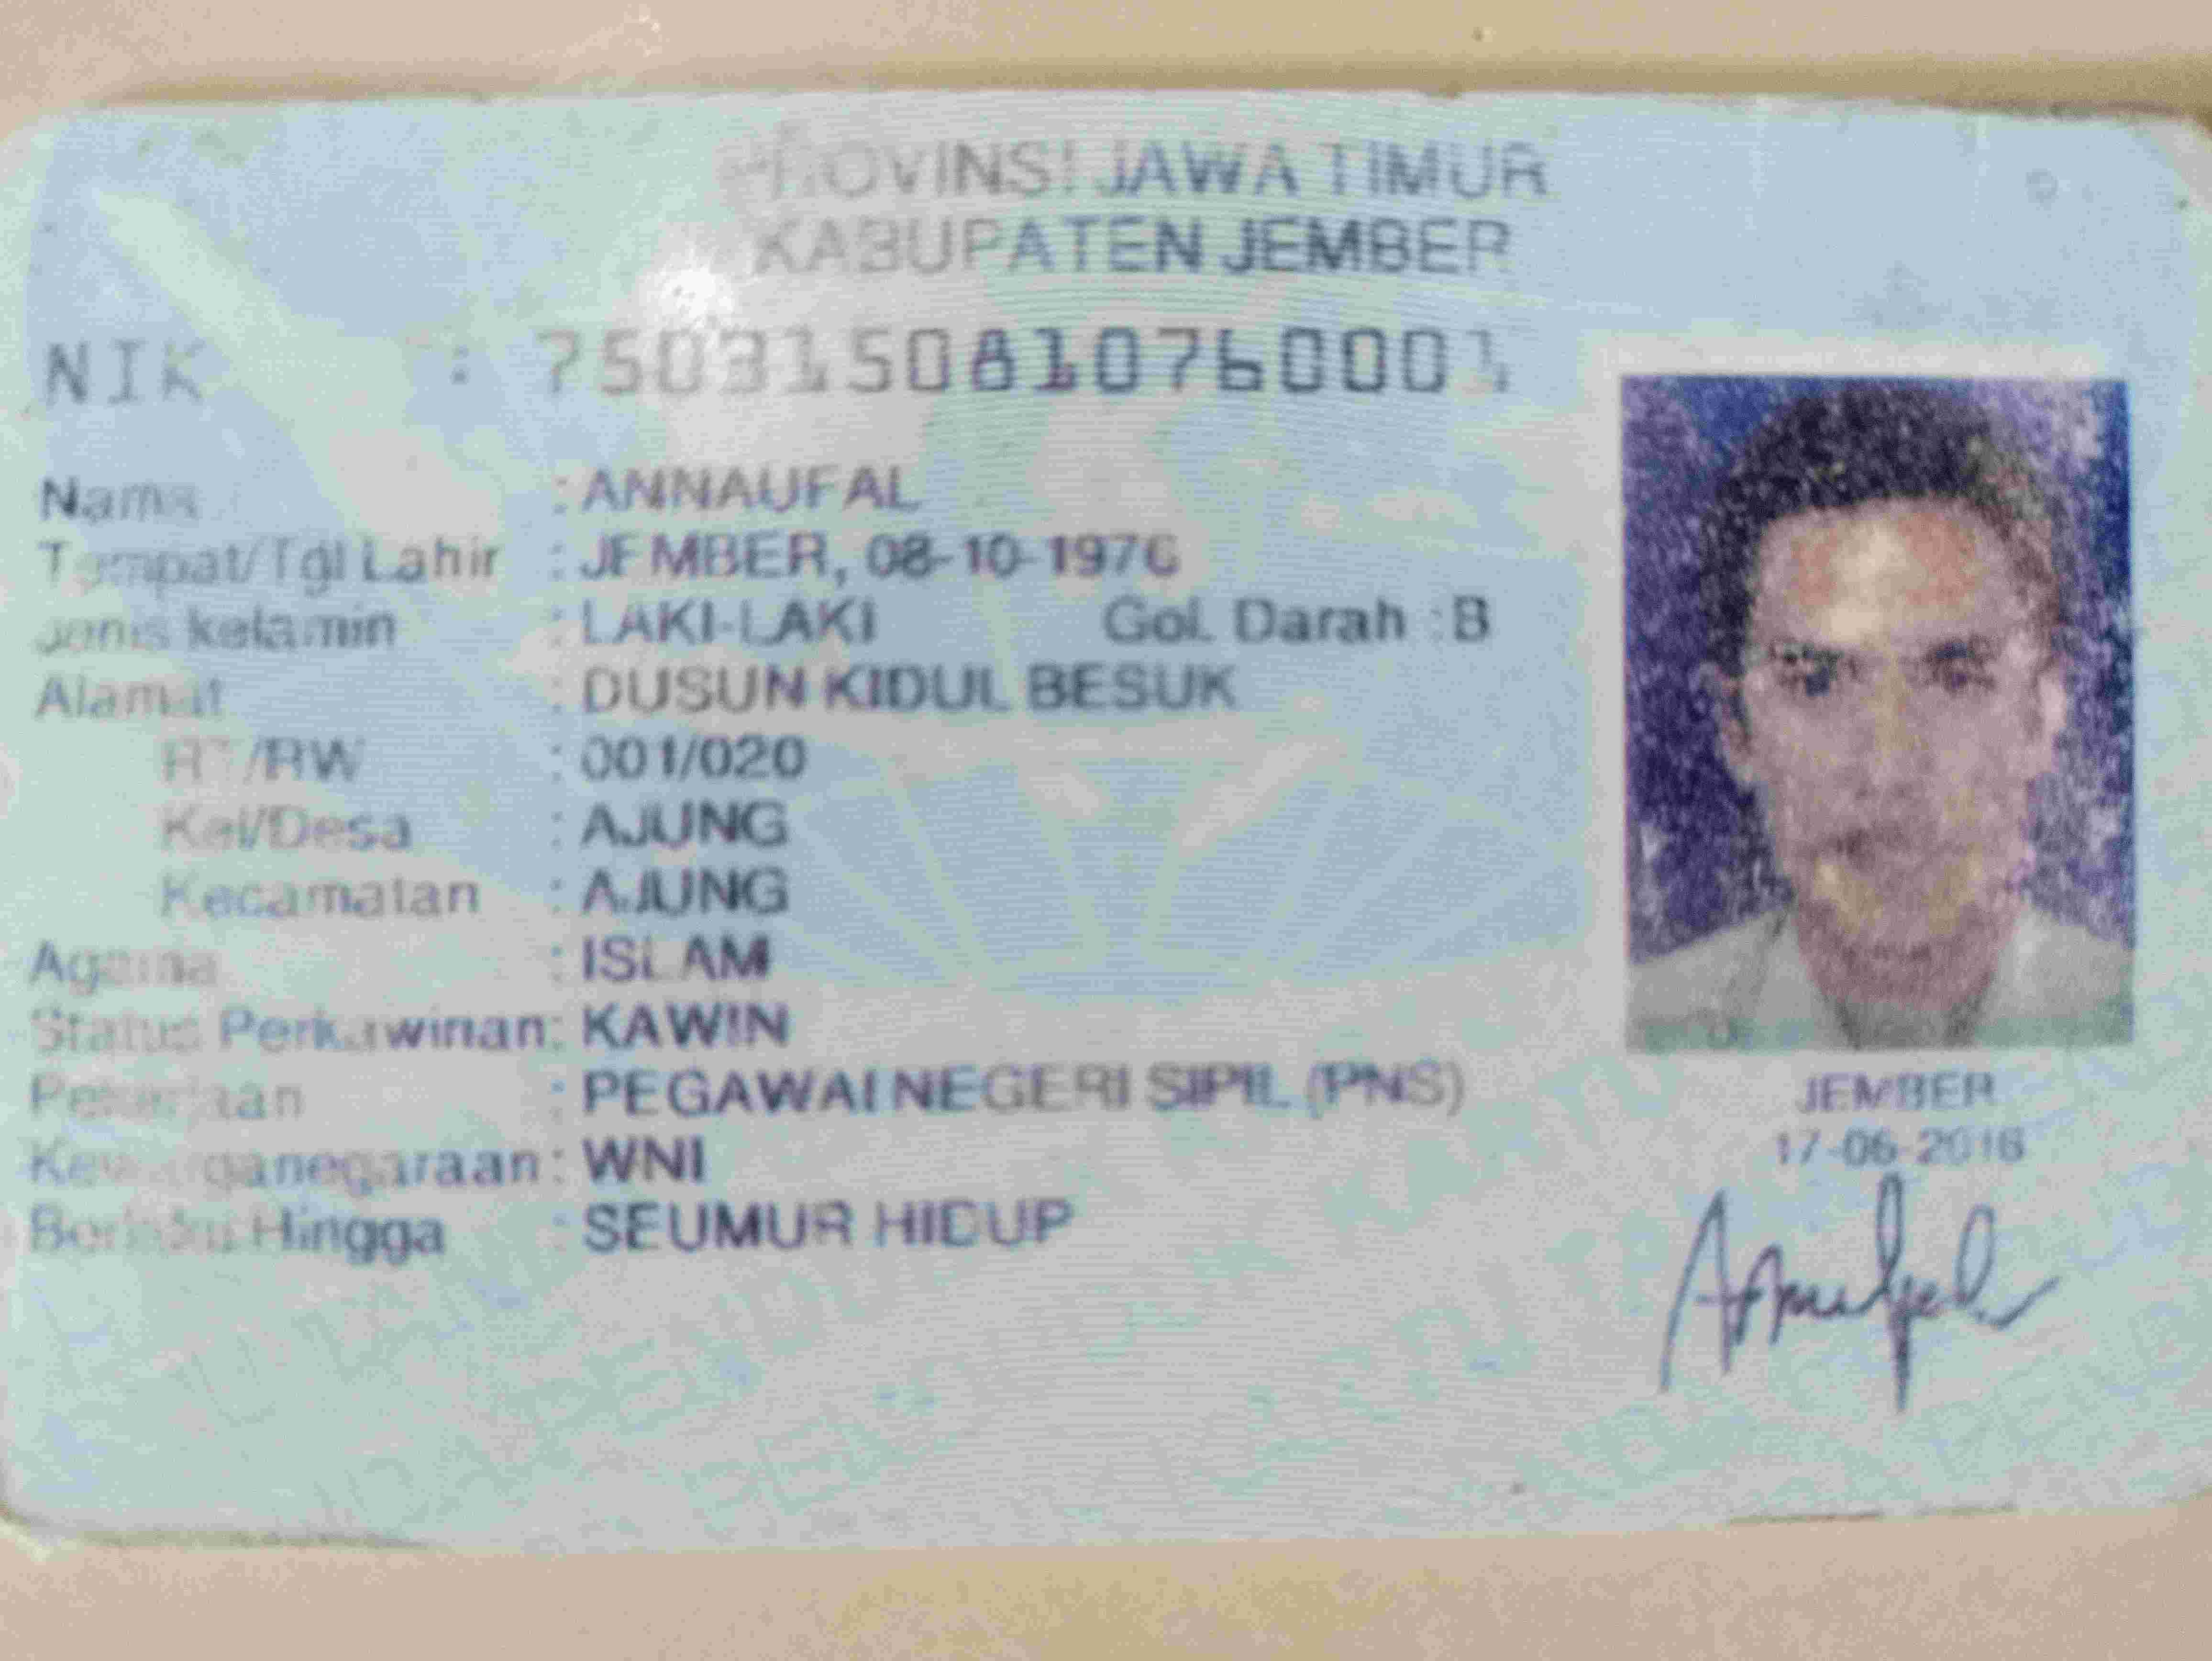 PROVINSI JAWA TIMUR
KABUPATEN JEMBER
NIK : 7503150810760001
Nama : ANNAUFAL
Tempat/Tgl Lahir : JEMBER, 08-10-1976
Jenis kelamin : LAKI-LAKI Gol. Darah : B
Alamat : DUSUN KIDUL BESUK
RT/RW : 001/020
Kel/Desa : AJUNG
Kecamatan : AJUNG
Agama : ISLAM
Status Perkawinan: KAWIN
Pekerjaan : PEGAWAI NEGERI SIPIL (PNS)
Kewarganegaraan: WNI
Berlaku Hingga : SEUMUR HIDUP
JEMBER
17-06-2016